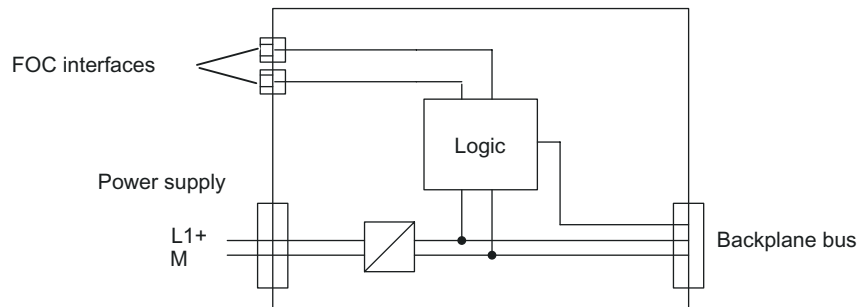 FOC interfaces
Logic
Power supply
L1+
M
Backplane bus